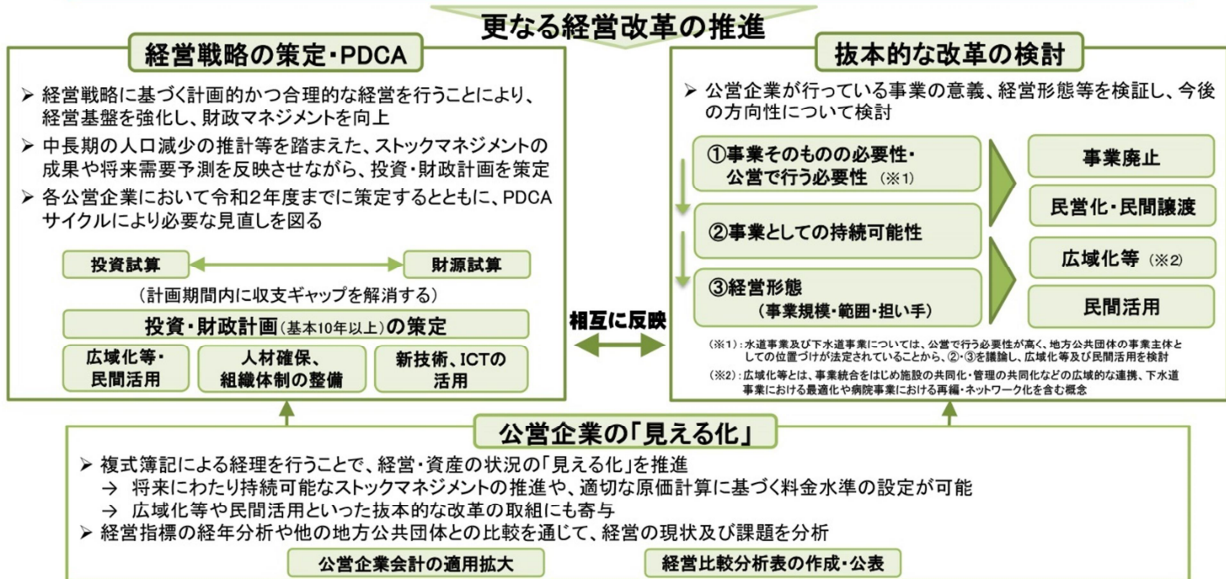 更なる経営改革の推進
経営戦略の策定・PDCA
➢ 経営戦略に基づく計画的かつ合理的な経営を行うことにより、
経営基盤を強化し、財政マネジメントを向上
➢ 中長期の人口減少の推計等を踏まえた、ストックマネジメントの
成果や将来需要予測を反映させながら、投資・財政計画を策定
➢ 各公営企業において令和2年度までに策定するとともに、PDCA
サイクルにより必要な見直しを図る
投資試算
財源試算
(計画期間内に収支ギャップを解消する)
投資・財政計画(基本10年以上)の策定
広域化等・
民間活用
人材確保、
組織体制の整備
新技術、ICTの
活用
相互に反映
抜本的な改革の検討
➢ 公営企業が行っている事業の意義、経営形態等を検証し、今後
の方向性について検討
①事業そのものの必要性・
公営で行う必要性 (※1)
②事業としての持続可能性
③経営形態
(事業規模・範囲・担い手)
事業廃止
民営化・民間譲渡
広域化等 (※2)
民間活用
(※1):水道事業及び下水道事業については、公営で行う必要性が高く、地方公共団体の事業主体と
しての位置づけが法定されていることから、②・③を議論し、広域化等及び民間活用を検討
(※2):広域化等とは、事業統合をはじめ施設の共同化・管理の共同化などの広域的な連携、下水道
事業における最適化や病院事業における再編・ネットワーク化を含む概念
公営企業の「見える化」
➢ 複式簿記による経理を行うことで、経営・資産の状況の「見える化」を推進
→ 将来にわたり持続可能なストックマネジメントの推進や、適切な原価計算に基づく料金水準の設定が可能
→ 広域化等や民間活用といった抜本的な改革の取組にも寄与
➢ 経営指標の経年分析や他の地方公共団体との比較を通じて、経営の現状及び課題を分析
公営企業会計の適用拡大
経営比較分析表の作成・公表